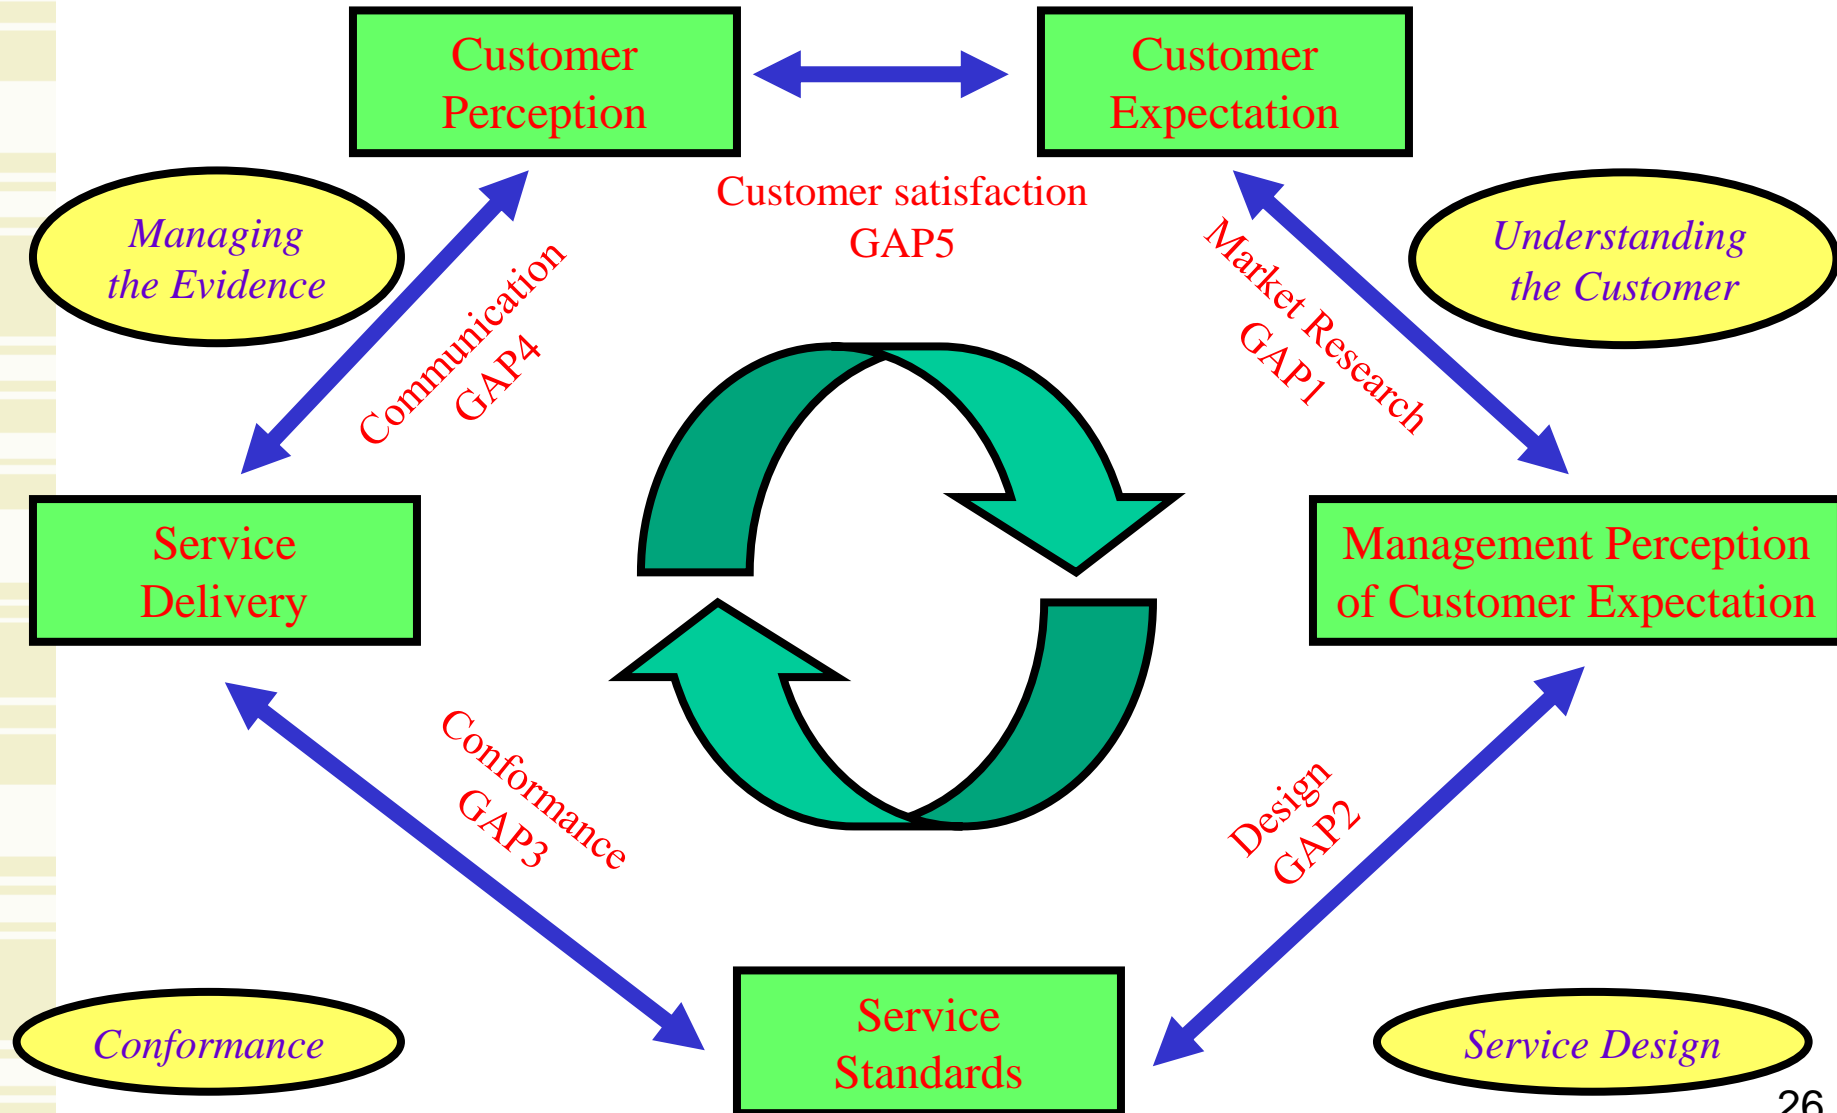 Customer
Perception
Customer
Expectation
Customer satisfaction
GAP5
Managing
the Evidence
Communication
GAP4
Market Research
GAP1
Understanding
the Customer
Service
Delivery
Management Perception
of Customer Expectation
Conformance
GAP3
Design
GAP2
Conformance
Service
Standards
Service Design
26